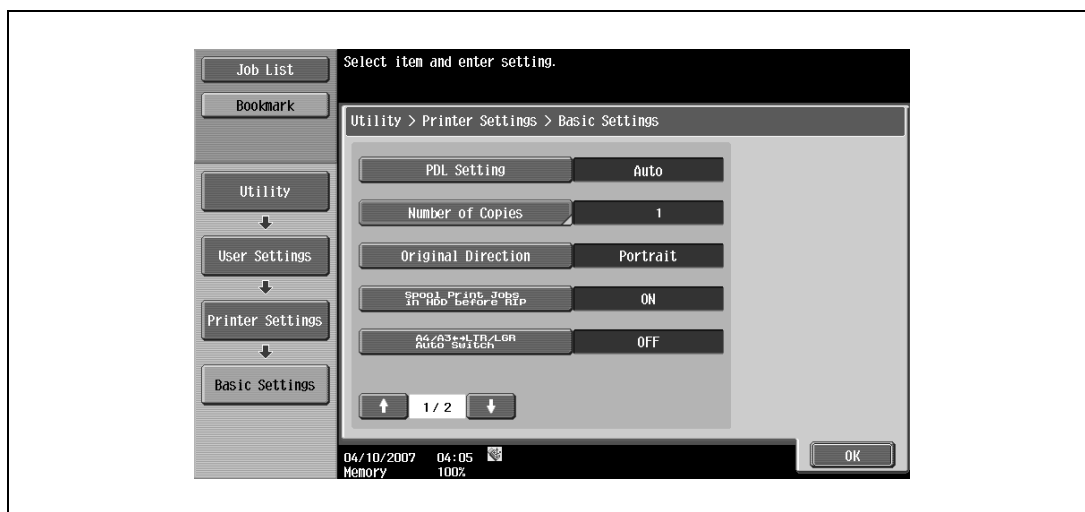 Job List
Bookmark
Utility
User Settings
Printer Settings
Basic Settings
Select item and enter setting.
Utility > Printer Settings > Basic Settings
PDL Setting
Auto
Number of Copies
1
Original Direction
Portrait
Spool Print Jobs
in HDD before RIP
ON
A4/A3↔LTR/LGR
Auto Switch
OFF
1/ 2
04/10/2007 04:05
Memory 100%
OK